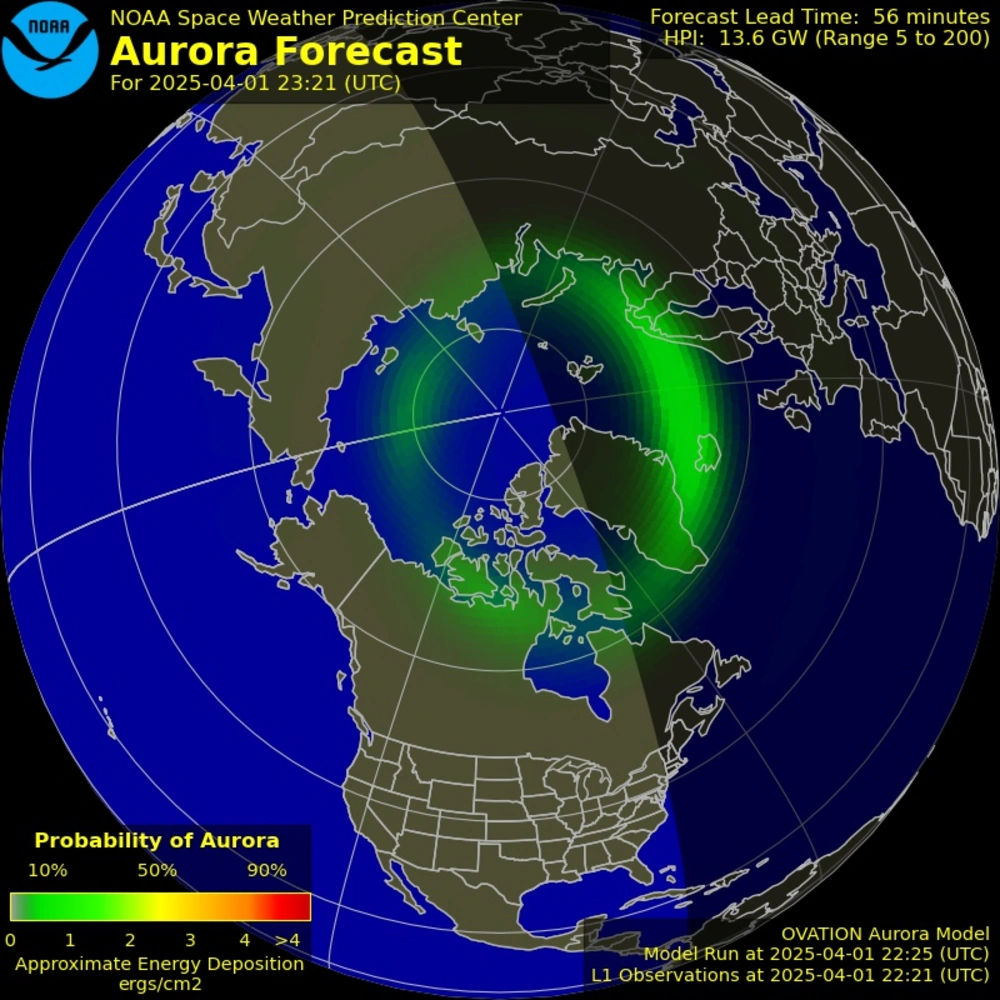 NOAA
NOAA Space Weather Prediction Center
Aurora Forecast
For 2025-04-01 23:21 (UTC)
Forecast Lead Time: 56 minutes
HPI: 13.6 GW (Range 5 to 200)
Probability of Aurora
10% 50% 90%
0 1 2 3 4 >4
Approximate Energy Deposition
ergs/cm2
OVATION Aurora Model
Model Run at 2025-04-01 22:25 (UTC)
L1 Observations at 2025-04-01 22:21 (UTC)